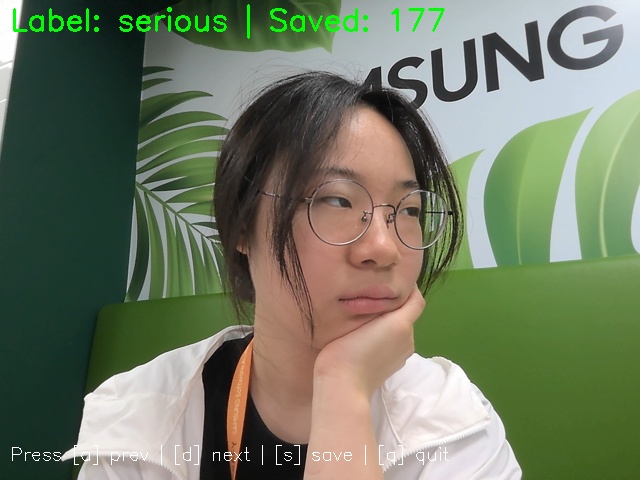 Label: serious | Saved: 177
MSUNG
Press [a] prev | [d] next | [s] save | [q] quit